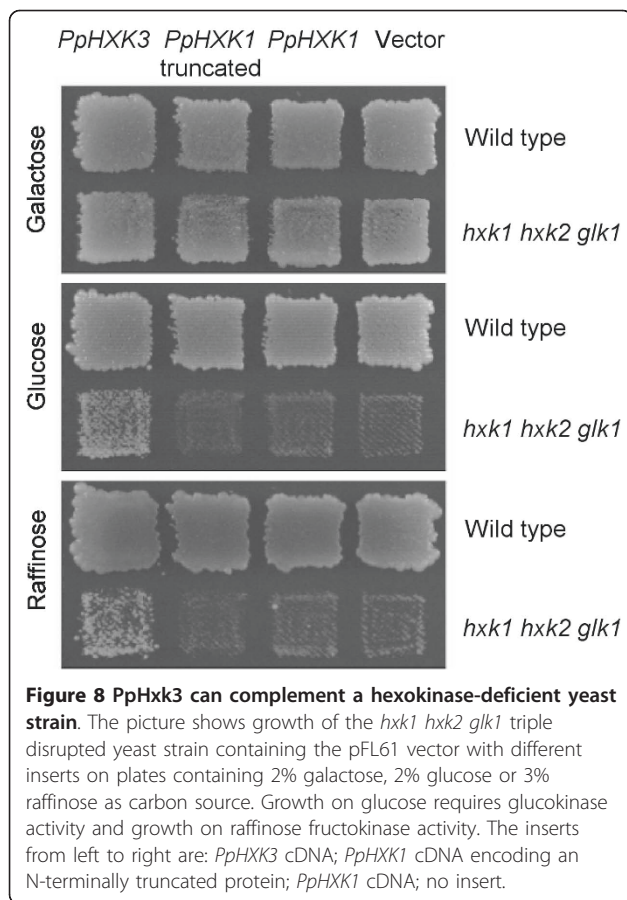 PpHXK3 PpHXK1 PpHXK1 Vector
truncated
Galactose
Wild type
hxk1 hxk2 glk1
Glucose
Wild type
hxk1 hxk2 glk1
Raffinose
Wild type
hxk1 hxk2 glk1
Figure 8 PpHxk3 can complement a hexokinase-deficient yeast
strain. The picture shows growth of the hxk1 hxk2 glk1 triple
disrupted yeast strain containing the pFL61 vector with different
inserts on plates containing 2% galactose, 2% glucose or 3%
raffinose as carbon source. Growth on glucose requires glucokinase
activity and growth on raffinose fructokinase activity. The inserts
from left to right are: PpHXK3 cDNA; PpHXK1 cDNA encoding an
N-terminally truncated protein; PpHXK1 cDNA; no insert.